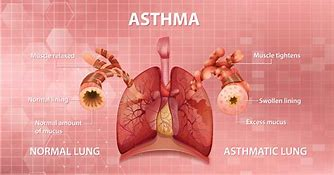 ASTHMA
Muscle relaxed
Normal lining
Normal amount
of mucus
NORMAL LUNG
Muscle tightens
Swollen lining
Excess mucus
ASTHMATIC LUNG